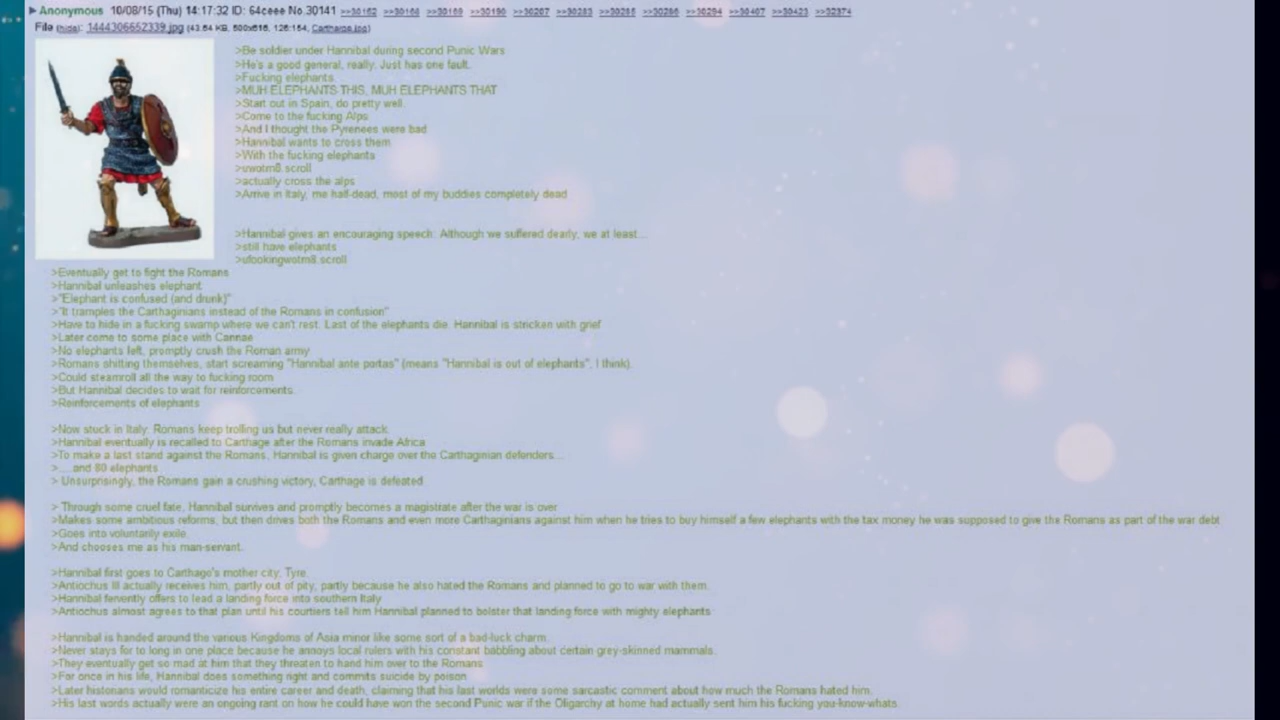 Anonymous 10/08/15 (Thu) 14:17:32 ID: 64ceee No.30141 >>30162 >>30168 >>30169 >>30190 >>30207 >>30283 >>30285 >>30286 >>30294 >>30407 >>30423 >>32374
File (hide): 1444306652339.jpg (43.64 KB, 500x616, 125:154, Carthage.jpg)
>Be soldier under Hannibal during second Punic Wars
>He's a good general, really. Just has one fault.
>Fucking elephants
>MUH ELEPHANTS THIS, MUH ELEPHANTS THAT
>Start out in Spain, do pretty well.
>Come to the fucking Alps
>And I thought the Pyrenees were bad
>Hannibal wants to cross them
>With the fucking elephants
>uwotm8.scroll
>actually cross the alps
>Arrive in Italy, me half-dead, most of my buddies completely dead
>Hannibal gives an encouraging speech: Although we suffered dearly, we at least...
>still have elephants
>ufookingwotm8.scroll
>Eventually get to fight the Romans
>Hannibal unleashes elephant
>"Elephant is confused (and drunk)"
>"It tramples the Carthaginians instead of the Romans in confusion"
>Have to hide in a fucking swamp where we can't rest. Last of the elephants die. Hannibal is stricken with grief
>Later come to some place with Cannae
>No elephants left, promptly crush the Roman army
>Romans shitting themselves, start screaming "Hannibal ante portas" (means "Hannibal is out of elephants", I think).
>Could steamroll all the way to fucking room
>But Hannibal decides to wait for reinforcements.
>Reinforcements of elephants
>Now stuck in Italy. Romans keep trolling us but never really attack.
>Hannibal eventually is recalled to Carthage after the Romans invade Africa
>To make a last stand against the Romans, Hannibal is given charge over the Carthaginian defenders...
>....and 80 elephants.
> Unsurprisingly, the Romans gain a crushing victory, Carthage is defeated
> Through some cruel fate, Hannibal survives and promptly becomes a magistrate after the war is over
>Makes some ambitious reforms, but then drives both the Romans and even more Carthaginians against him when he tries to buy himself a few elephants with the tax money he was supposed to give the Romans as part of the war debt
>Goes into voluntarily exile.
>And chooses me as his man-servant.
>Hannibal first goes to Carthage's mother city, Tyre.
>Antiochus III actually receives him, partly out of pity, partly because he also hated the Romans and planned to go to war with them.
>Hannibal fervently offers to lead a landing force into southern Italy
>Antiochus almost agrees to that plan until his courtiers tell him Hannibal planned to bolster that landing force with mighty elephants
>Hannibal is handed around the various Kingdoms of Asia minor like some sort of a bad-luck charm.
>Never stays for to long in one place because he annoys local rulers with his constant babbling about certain grey-skinned mammals.
>They eventually get so mad at him that they threaten to hand him over to the Romans
>For once in his life, Hannibal does something right and commits suicide by poison
>Later historians would romanticize his entire career and death, claiming that his last worlds were some sarcastic comment about how much the Romans hated him.
>His last words actually were an ongoing rant on how he could have won the second Punic war if the Oligarchy at home had actually sent him his fucking you-know-whats.